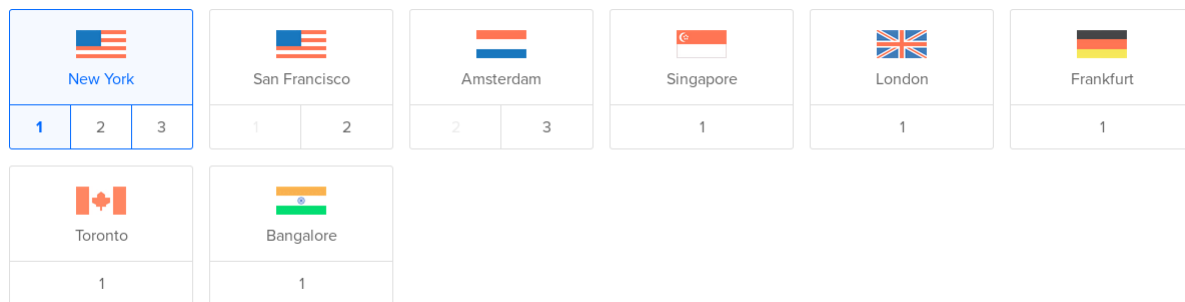 New York
San Francisco
Amsterdam
Singapore
London
Frankfurt
1 2 3
1 2
2 3
1
1
1
Toronto
Bangalore
1
1